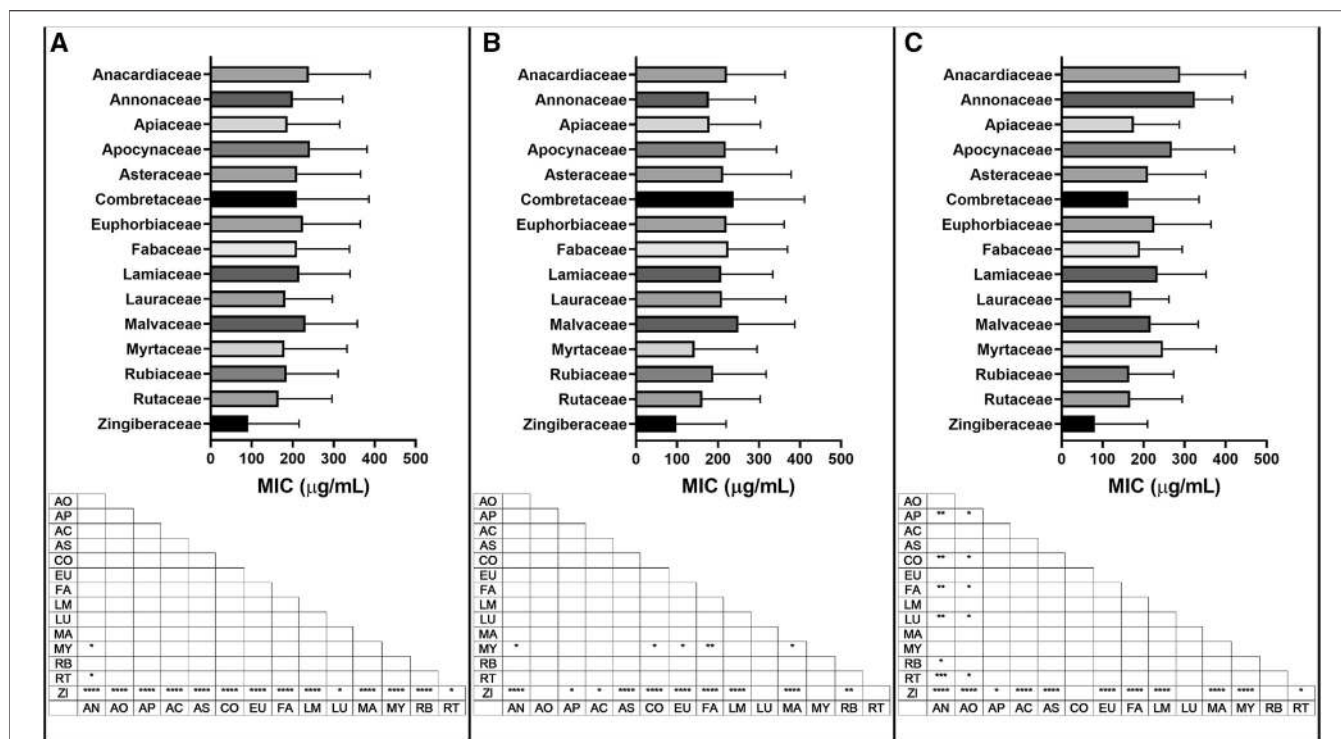 A
Anacardiaceae
Annonaceae
Apiaceae
Apocynaceae
Asteraceae
Combretaceae
Euphorbiaceae
Fabaceae
Lamiaceae
Lauraceae
Malvaceae
Myrtaceae
Rubiaceae
Rutaceae
Zingiberaceae
0 100 200 300 400 500
MIC (μg/mL)
AO
AP
AC
AS
CO
EU
FA
LM
LU
MA
MY *
RB
RT *
ZI **** **** **** **** **** **** **** **** **** * **** **** **** *
AN AO AP AC AS CO EU FA LM LU MA MY RB RT
B
Anacardiaceae
Annonaceae
Apiaceae
Apocynaceae
Asteraceae
Combretaceae
Euphorbiaceae
Fabaceae
Lamiaceae
Lauraceae
Malvaceae
Myrtaceae
Rubiaceae
Rutaceae
Zingiberaceae
0 100 200 300 400 500
MIC (μg/mL)
AO
AP
AC
AS
CO
EU
FA
LM
LU
MA
MY * * * ** *
RB
RT
ZI **** * * **** **** **** **** **** **** **
AN AO AP AC AS CO EU FA LM LU MA MY RB RT
C
Anacardiaceae
Annonaceae
Apiaceae
Apocynaceae
Asteraceae
Combretaceae
Euphorbiaceae
Fabaceae
Lamiaceae
Lauraceae
Malvaceae
Myrtaceae
Rubiaceae
Rutaceae
Zingiberaceae
0 100 200 300 400 500
MIC (μg/mL)
AO
AP ** *
AC
AS
CO ** *
EU
FA ** *
LM
LU ** *
MA
MY
RB *
RT *** *
ZI **** **** * **** **** **** **** **** **** **** *
AN AO AP AC AS CO EU FA LM LU MA MY RB RT